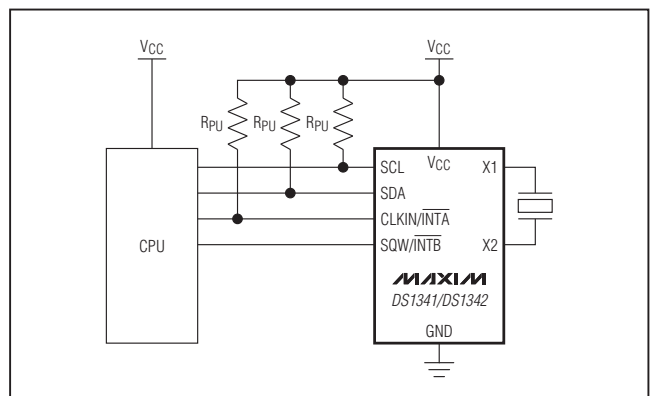 VCC
VCC
RPU
RPU
RPU
SCL
VCC
X1
SDA
CLKIN/INTA
CPU
SQW/INTB
X2
MAXIM
DS1341/DS1342
GND